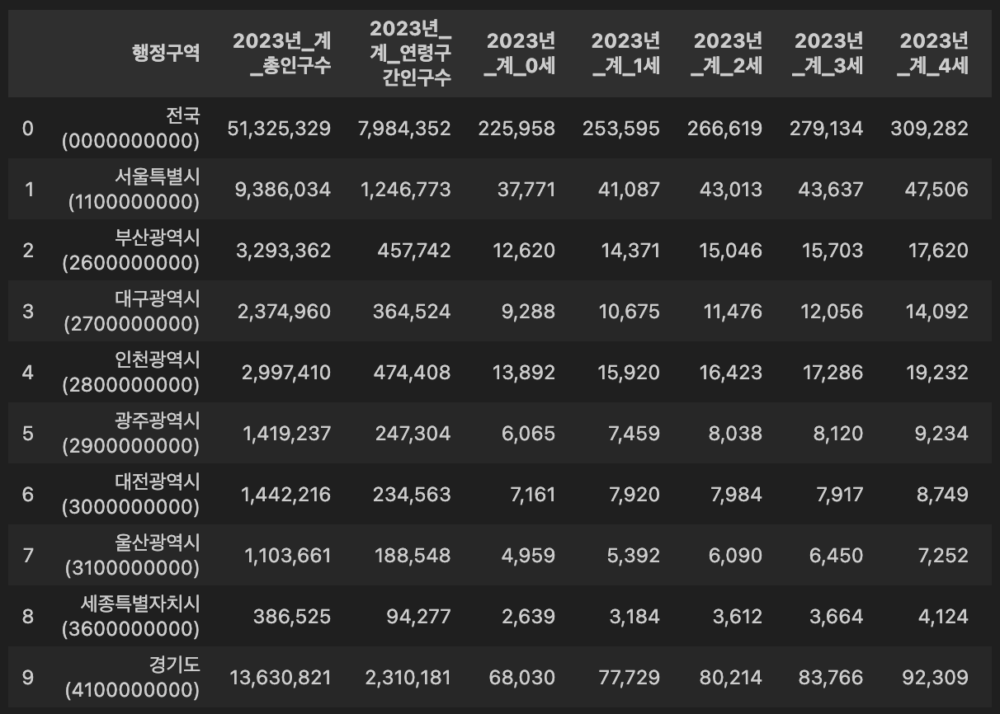 행정구역 2023년_계_총인구수 2023년_계_연령구간인구수 2023년_계_0세 2023년_계_1세 2023년_계_2세 2023년_계_3세 2023년_계_4세
0 전국 (0000000000) 51,325,329 7,984,352 225,958 253,595 266,619 279,134 309,282
1 서울특별시 (1100000000) 9,386,034 1,246,773 37,771 41,087 43,013 43,637 47,506
2 부산광역시 (2600000000) 3,293,362 457,742 12,620 14,371 15,046 15,703 17,620
3 대구광역시 (2700000000) 2,374,960 364,524 9,288 10,675 11,476 12,056 14,092
4 인천광역시 (2800000000) 2,997,410 474,408 13,892 15,920 16,423 17,286 19,232
5 광주광역시 (2900000000) 1,419,237 247,304 6,065 7,459 8,038 8,120 9,234
6 대전광역시 (3000000000) 1,442,216 234,563 7,161 7,920 7,984 7,917 8,749
7 울산광역시 (3100000000) 1,103,661 188,548 4,959 5,392 6,090 6,450 7,252
8 세종특별자치시 (3600000000) 386,525 94,277 2,639 3,184 3,612 3,664 4,124
9 경기도 (4100000000) 13,630,821 2,310,181 68,030 77,729 80,214 83,766 92,309